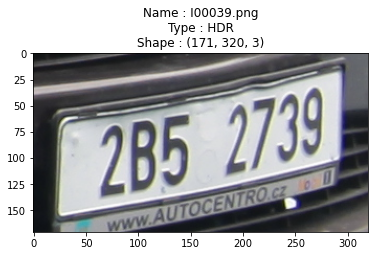 Name : I00039.png
Type : HDR
Shape : (171, 320, 3)
0
25
50
75
100
125
150
0 50 100 150 200 250 300
2B5 2739
www.AUTOCENTRO.cz